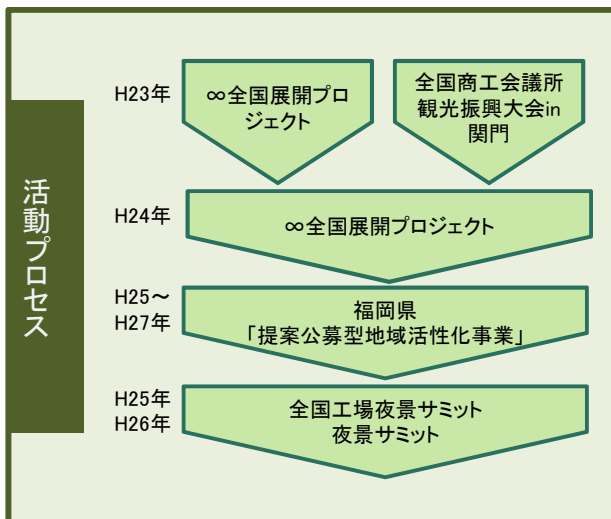 活動プロセス
H23年
∞全国展開プロ
ジェクト
全国商工会議所
観光振興大会in
関門
H24年
∞全国展開プロジェクト
H25～
H27年
福岡県
「提案公募型地域活性化事業」
H25年
H26年
全国工場夜景サミット
夜景サミット